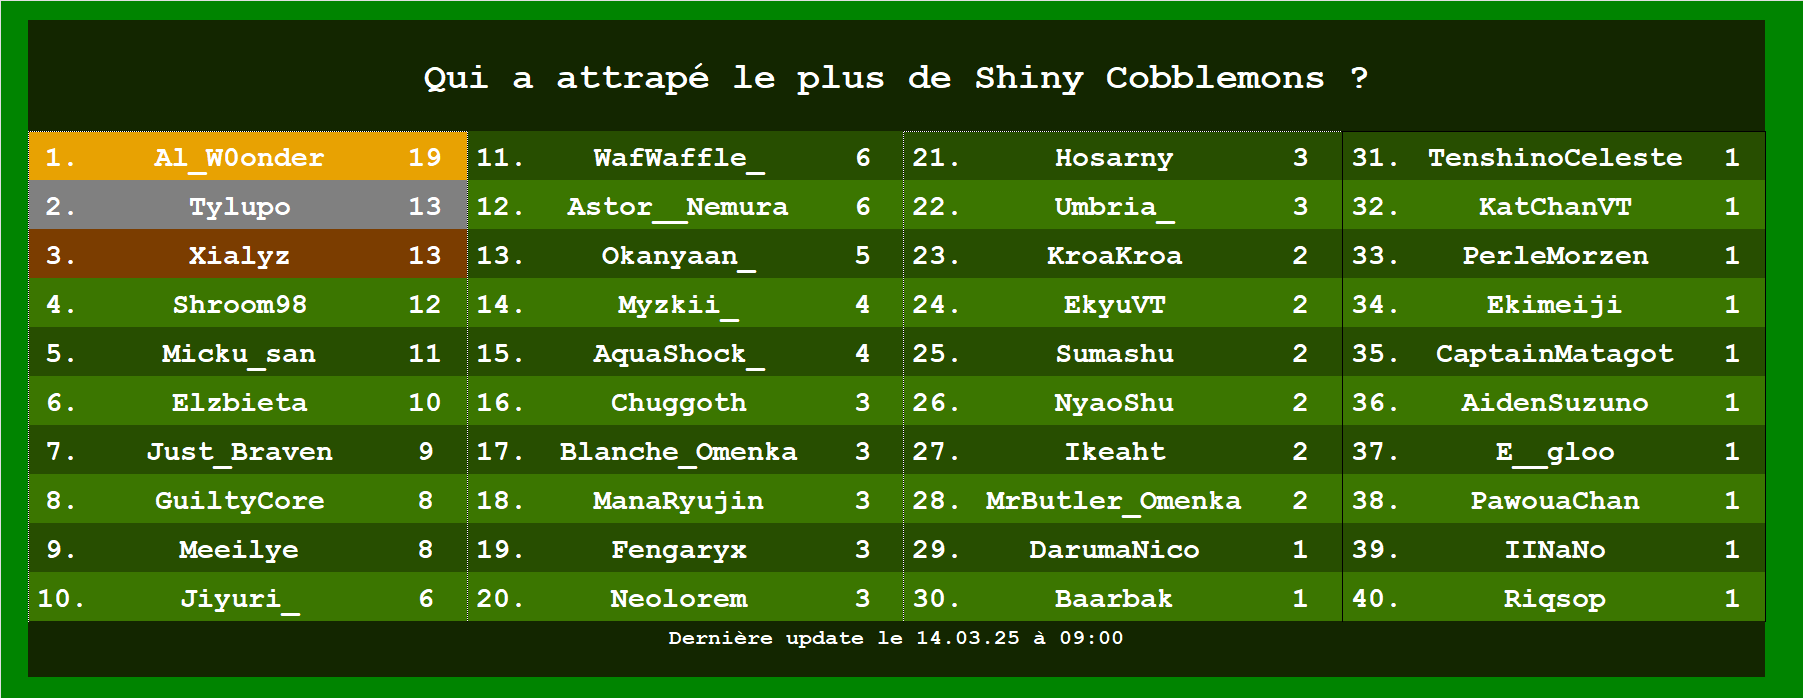 Qui a attrapé le plus de Shiny Cobblemons ?
1. Al_W0onder 19 11. WafWaffle_ 6 21. Hosarny 3 31. TenshinoCeleste 1
2. Tylupo 13 12. Astor__Nemura 6 22. Umbria_ 3 32. KatChanVT 1
3. Xialyz 13 13. Okanyaan_ 5 23. KroaKroa 2 33. PerleMorzen 1
4. Shroom98 12 14. Myzkii_ 4 24. EkyuVT 2 34. Ekimeiji 1
5. Micku_san 11 15. AquaShock_ 4 25. Sumashu 2 35. CaptainMatagot 1
6. Elzbieta 10 16. Chuggoth 3 26. NyaoShu 2 36. AidenSuzuno 1
7. Just_Braven 9 17. Blanche_Omenka 3 27. Ikeaht 2 37. E__gloo 1
8. GuiltyCore 8 18. ManaRyujin 3 28. MrButler_Omenka 2 38. PawouaChan 1
9. Meeilye 8 19. Fengaryx 3 29. DarumaNico 1 39. IINaNo 1
10. Jiyuri_ 6 20. Neolorem 3 30. Baarbak 1 40. Riqsop 1
Dernière update le 14.03.25 à 09:00